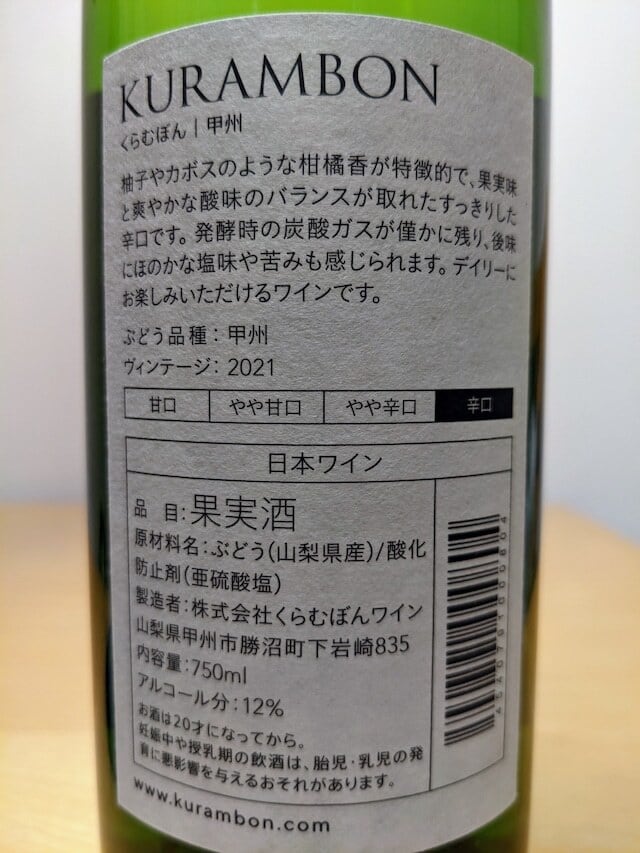 KURAMBON
くらむぼん | 甲州
柚子やカボスのような柑橘香が特徴的で、果実味
と爽やかな酸味のバランスが取れたすっきりした
辛口です。発酵時の炭酸ガスが僅かに残り、後味
にほのかな塩味や苦みも感じられます。デイリーに
お楽しみいただけるワインです。
ぶどう品種：甲州
ヴィンテージ：2021
甘口 やや甘口 やや辛口 辛口
日本ワイン
品 目：果実酒
原材料名：ぶどう(山梨県産)/酸化
防止剤(亜硫酸塩)
製造者：株式会社くらむぼんワイン
山梨県甲州市勝沼町下岩崎835
内容量：750ml
アルコール分：12%
お酒は20才になってから。
妊娠中や授乳期の飲酒は、胎児・乳児の発
育に悪影響を与えるおそれがあります。
www.kurambon.com